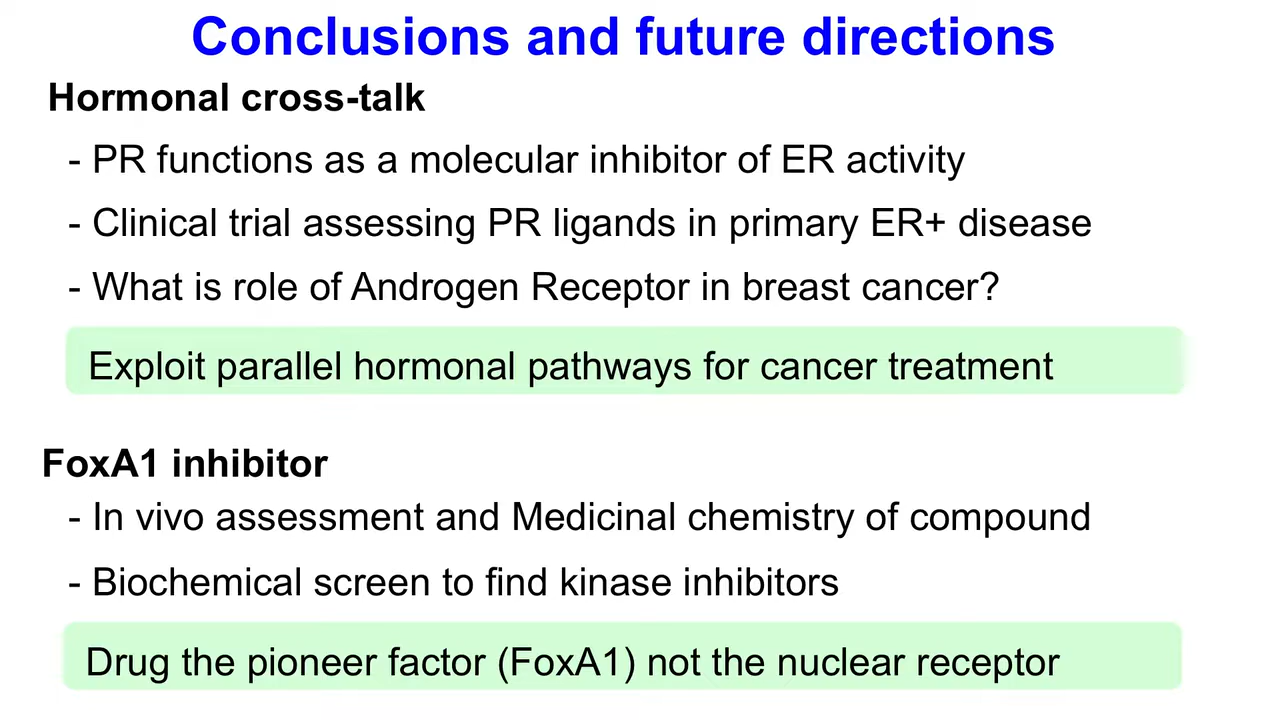 Conclusions and future directions
Hormonal cross-talk
- PR functions as a molecular inhibitor of ER activity
- Clinical trial assessing PR ligands in primary ER+ disease
- What is role of Androgen Receptor in breast cancer?
Exploit parallel hormonal pathways for cancer treatment
FoxA1 inhibitor
- In vivo assessment and Medicinal chemistry of compound
- Biochemical screen to find kinase inhibitors
Drug the pioneer factor (FoxA1) not the nuclear receptor